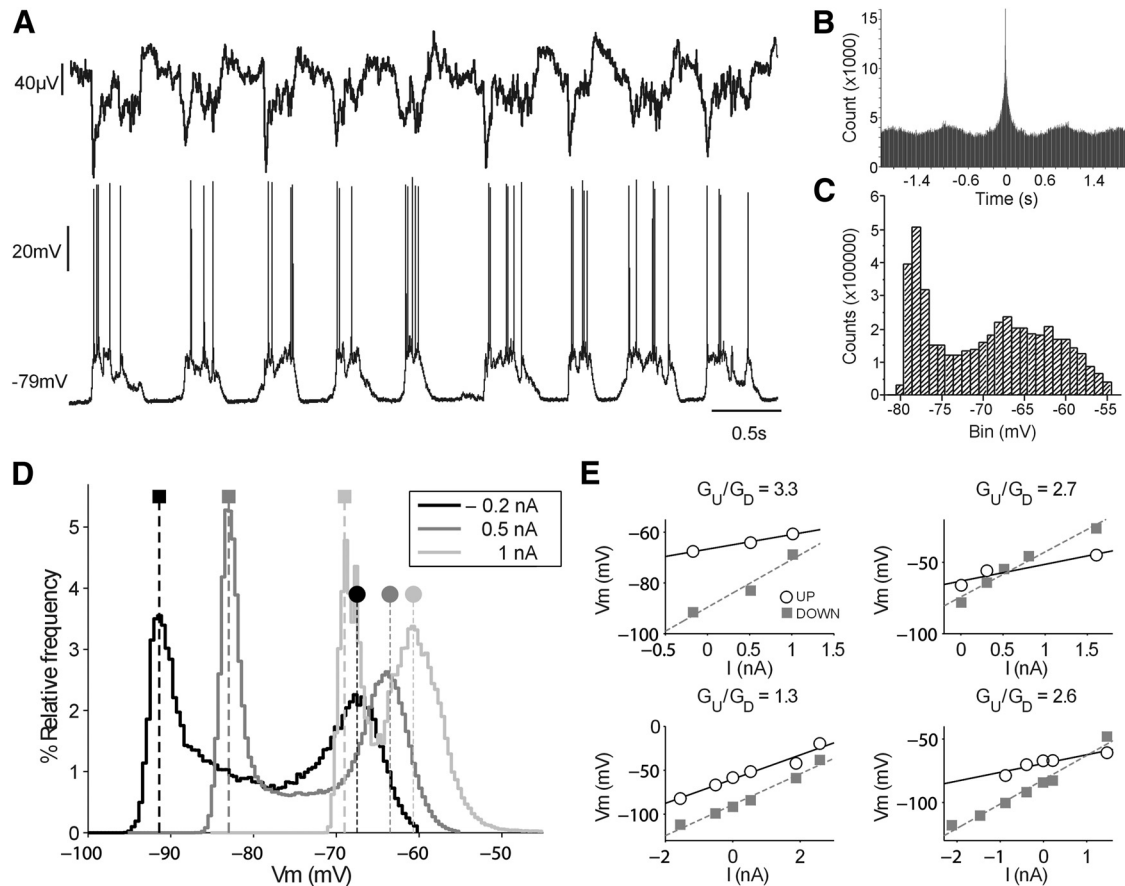 A
40µV
20mV
-79mV
0.5s
B
Count (x1000)
15
10
5
0
-1.4 -0.6 0 0.6 1.4
Time (s)
C
Counts (x100000)
6
5
4
3
2
1
0
-80 -75 -70 -65 -60 -55
Bin (mV)
D
% Relative frequency
5
4
3
2
1
0
−100 −90 −80 −70 −60 −50
Vm (mV)
− 0.2 nA
0.5 nA
1 nA
E
GU/GD = 3.3
Vm (mV)
−60
−80
−100
−0.5 0 0.5 1 1.5
I (nA)
UP
DOWN
GU/GD = 2.7
Vm (mV)
−50
−100
0 0.5 1 1.5
I (nA)
GU/GD = 1.3
Vm (mV)
0
−50
−100
−2 0 2
I (nA)
GU/GD = 2.6
Vm (mV)
−50
−100
−2 −1 0 1
I (nA)